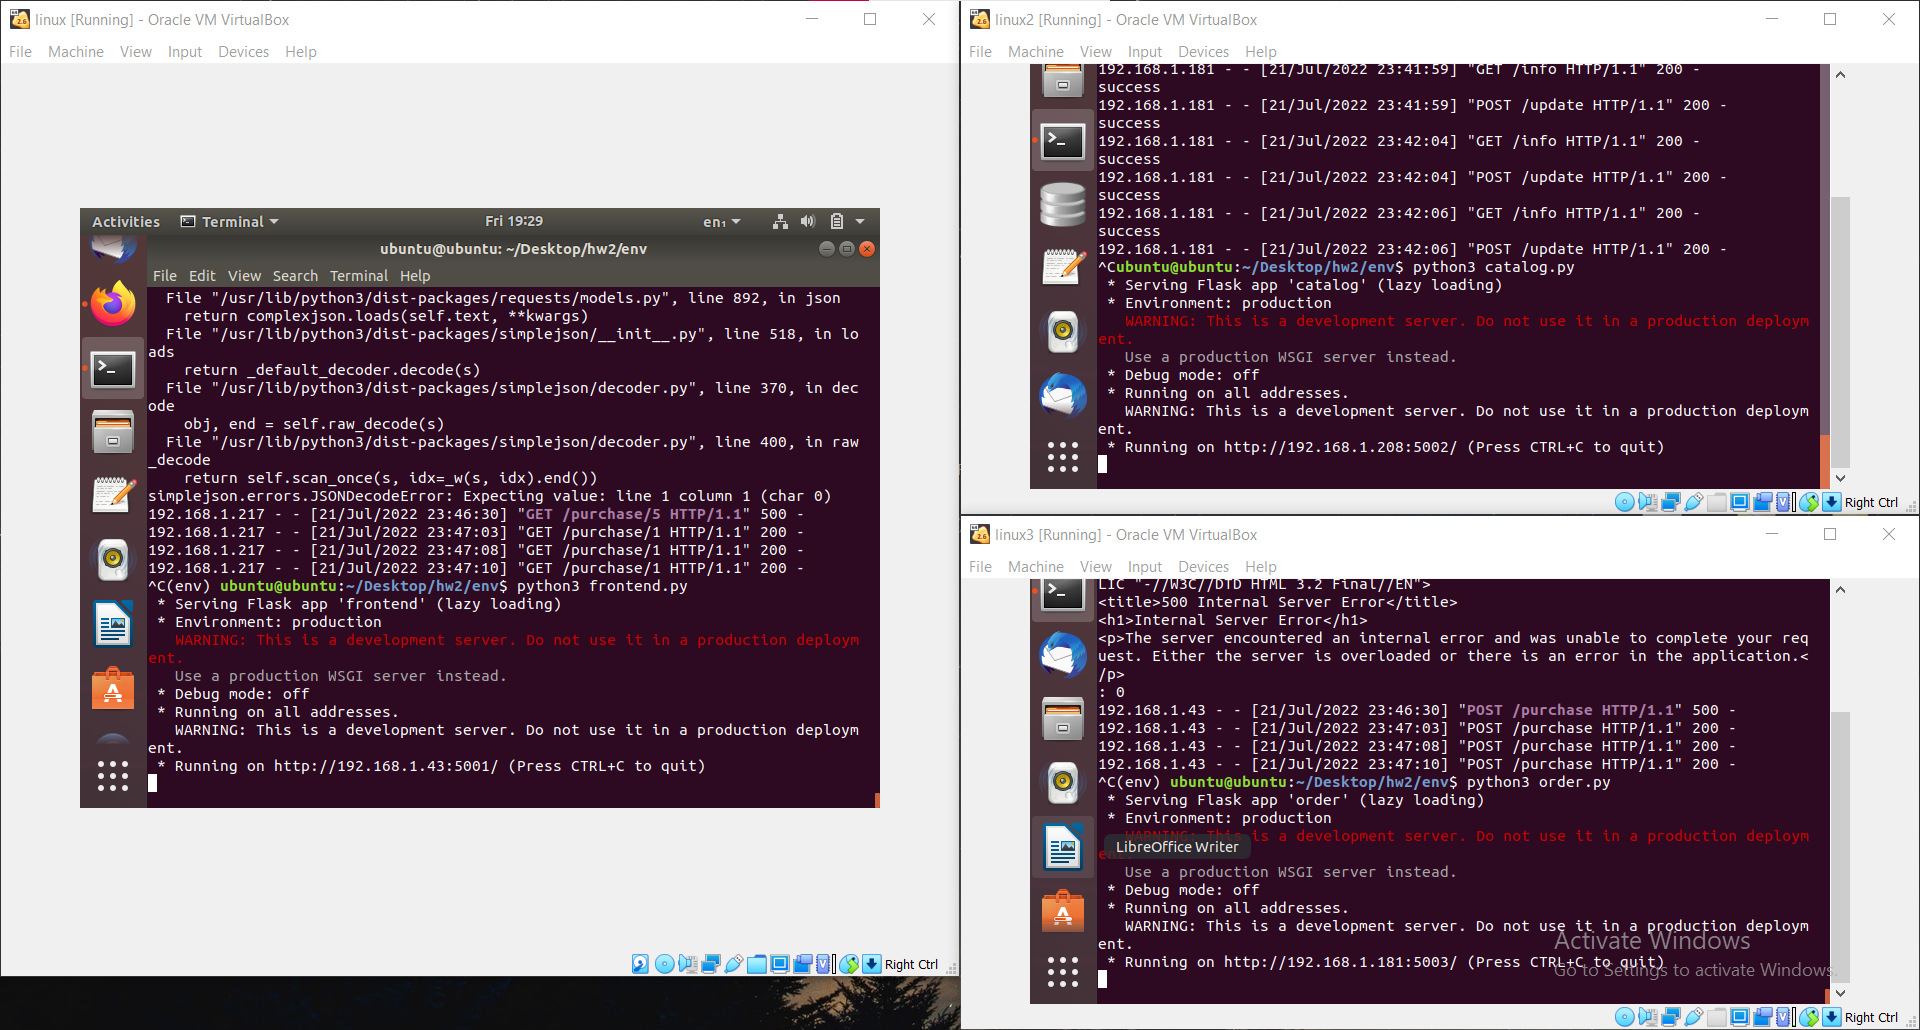 linux [Running] - Oracle VM VirtualBox
File Machine View Input Devices Help
Activities Terminal Fri 19:29 en₁
ubuntu@ubuntu: ~/Desktop/hw2/env
File Edit View Search Terminal Help
  File "/usr/lib/python3/dist-packages/requests/models.py", line 892, in json
    return complexjson.loads(self.text, **kwargs)
  File "/usr/lib/python3/dist-packages/simplejson/__init__.py", line 518, in lo
ads
    return _default_decoder.decode(s)
  File "/usr/lib/python3/dist-packages/simplejson/decoder.py", line 370, in dec
ode
    obj, end = self.raw_decode(s)
  File "/usr/lib/python3/dist-packages/simplejson/decoder.py", line 400, in raw
_decode
    return self.scan_once(s, idx=_w(s, idx).end())
simplejson.errors.JSONDecodeError: Expecting value: line 1 column 1 (char 0)
192.168.1.217 - - [21/Jul/2022 23:46:30] "GET /purchase/5 HTTP/1.1" 500 -
192.168.1.217 - - [21/Jul/2022 23:47:03] "GET /purchase/1 HTTP/1.1" 200 -
192.168.1.217 - - [21/Jul/2022 23:47:08] "GET /purchase/1 HTTP/1.1" 200 -
192.168.1.217 - - [21/Jul/2022 23:47:10] "GET /purchase/1 HTTP/1.1" 200 -
^C(env) ubuntu@ubuntu:~/Desktop/hw2/env$ python3 frontend.py
 * Serving Flask app 'frontend' (lazy loading)
 * Environment: production
   WARNING: This is a development server. Do not use it in a production deploym
ent.
   Use a production WSGI server instead.
 * Debug mode: off
 * Running on all addresses.
   WARNING: This is a development server. Do not use it in a production deploym
ent.
 * Running on http://192.168.1.43:5001/ (Press CTRL+C to quit)
Right Ctrl
linux2 [Running] - Oracle VM VirtualBox
File Machine View Input Devices Help
192.168.1.181 - - [21/Jul/2022 23:41:59] "GET /info HTTP/1.1" 200 -
success
192.168.1.181 - - [21/Jul/2022 23:41:59] "POST /update HTTP/1.1" 200 -
success
192.168.1.181 - - [21/Jul/2022 23:42:04] "GET /info HTTP/1.1" 200 -
success
192.168.1.181 - - [21/Jul/2022 23:42:04] "POST /update HTTP/1.1" 200 -
success
192.168.1.181 - - [21/Jul/2022 23:42:06] "GET /info HTTP/1.1" 200 -
success
192.168.1.181 - - [21/Jul/2022 23:42:06] "POST /update HTTP/1.1" 200 -
^Cubuntu@ubuntu:~/Desktop/hw2/env$ python3 catalog.py
 * Serving Flask app 'catalog' (lazy loading)
 * Environment: production
   WARNING: This is a development server. Do not use it in a production deploym
ent.
   Use a production WSGI server instead.
 * Debug mode: off
 * Running on all addresses.
   WARNING: This is a development server. Do not use it in a production deploym
ent.
 * Running on http://192.168.1.208:5002/ (Press CTRL+C to quit)
Right Ctrl
linux3 [Running] - Oracle VM VirtualBox
File Machine View Input Devices Help
LIC "-//W3C//DTD HTML 3.2 Final//EN">
<title>500 Internal Server Error</title>
<h1>Internal Server Error</h1>
<p>The server encountered an internal error and was unable to complete your req
uest. Either the server is overloaded or there is an error in the application.<
/p>
: 0
192.168.1.43 - - [21/Jul/2022 23:46:30] "POST /purchase HTTP/1.1" 500 -
192.168.1.43 - - [21/Jul/2022 23:47:03] "POST /purchase HTTP/1.1" 200 -
192.168.1.43 - - [21/Jul/2022 23:47:08] "POST /purchase HTTP/1.1" 200 -
192.168.1.43 - - [21/Jul/2022 23:47:10] "POST /purchase HTTP/1.1" 200 -
^C(env) ubuntu@ubuntu:~/Desktop/hw2/env$ python3 order.py
 * Serving Flask app 'order' (lazy loading)
 * Environment: production
   WARNING: This is a development server. Do not use it in a production deploym
LibreOffice Writer
   Use a production WSGI server instead.
 * Debug mode: off
 * Running on all addresses.
   WARNING: This is a development server. Do not use it in a production deploym
ent.
 * Running on http://192.168.1.181:5003/ (Press CTRL+C to quit)
Activate Windows
Go to Settings to activate Windows.
Right Ctrl